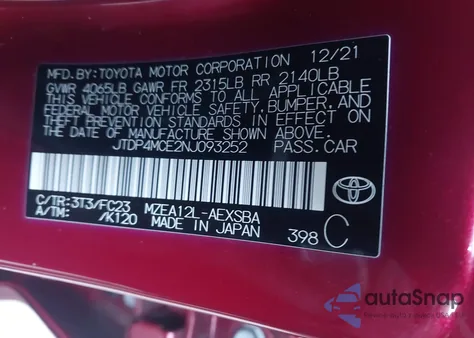 MFD. BY:TOYOTA MOTOR CORPORATION 12/21
GVWR 4065LB GAWR FR 2315LB RR 2140LB
THIS VEHICLE CONFORMS TO ALL APPLICABLE
FEDERAL MOTOR VEHICLE SAFETY, BUMPER, AND
THEFT PREVENTION STANDARDS IN EFFECT ON
THE DATE OF MANUFACTURE SHOWN ABOVE.
JTDP4MCE2NJ093252 PASS.CAR
C/TR:3T3/FC23 MZEA12L-AEXSBA
A/TM: /K120 MADE IN JAPAN 398 C
TOYOTA
autoSnap